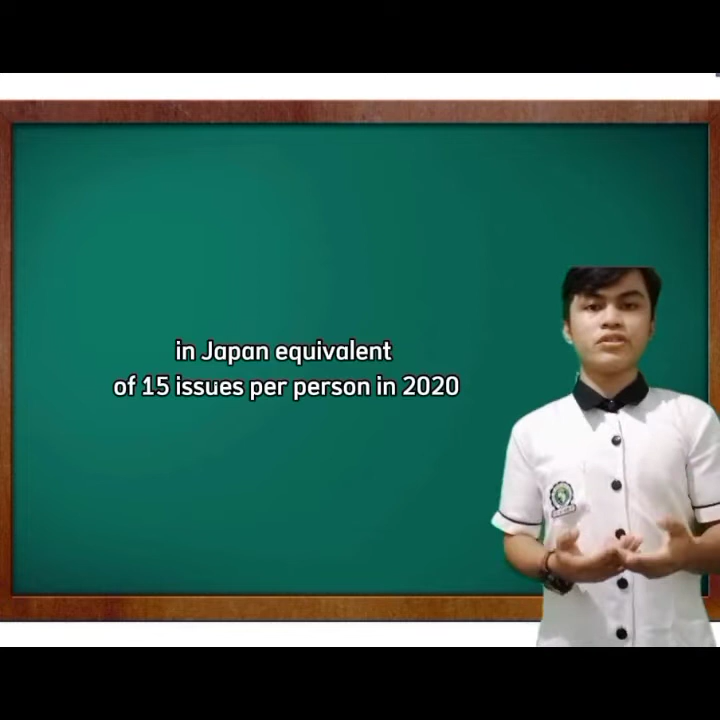 in Japan equivalent
of 15 issues per person in 2020